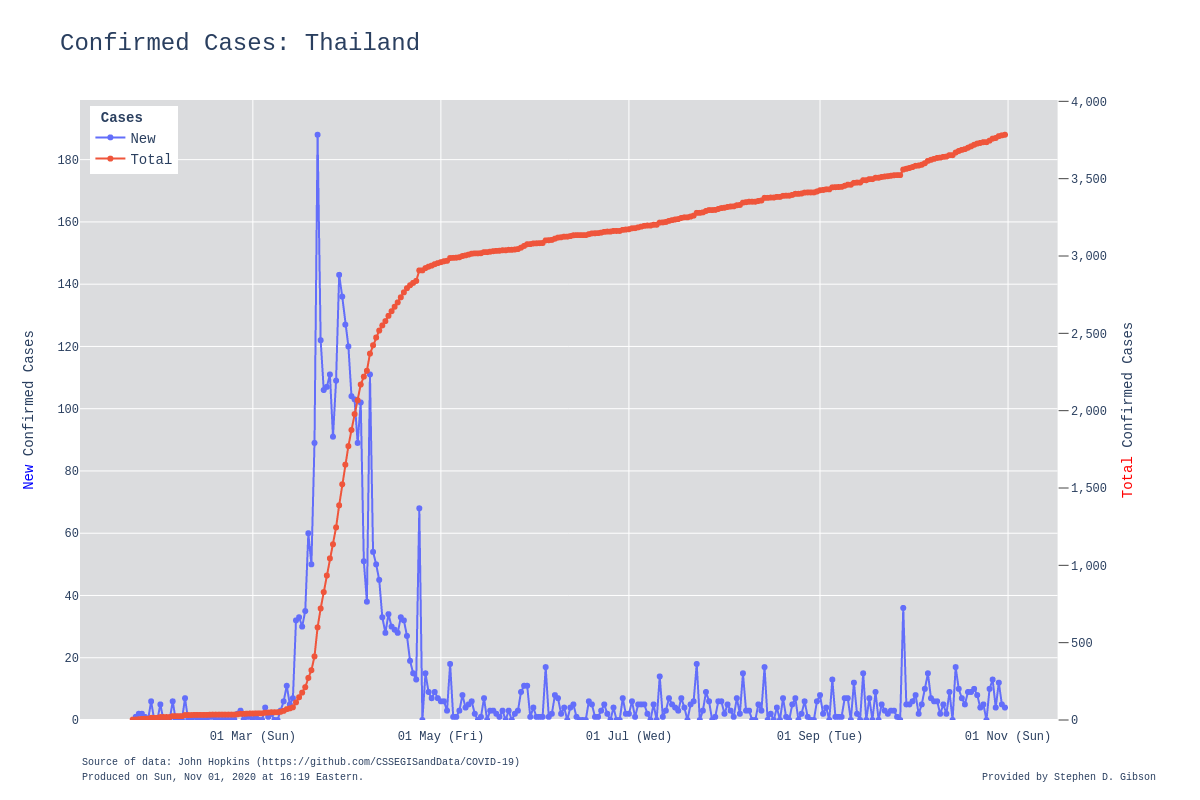 Confirmed Cases: Thailand
Cases
New
Total
180
160
140
120
100
80
60
40
20
0
4,000
3,500
3,000
2,500
2,000
1,500
1,000
500
0
New Confirmed Cases
Total Confirmed Cases
01 Mar (Sun)
01 May (Fri)
01 Jul (Wed)
01 Sep (Tue)
01 Nov (Sun)
Source of data: John Hopkins (https://github.com/CSSEGISandData/COVID-19)
Produced on Sun, Nov 01, 2020 at 16:19 Eastern.
Provided by Stephen D. Gibson